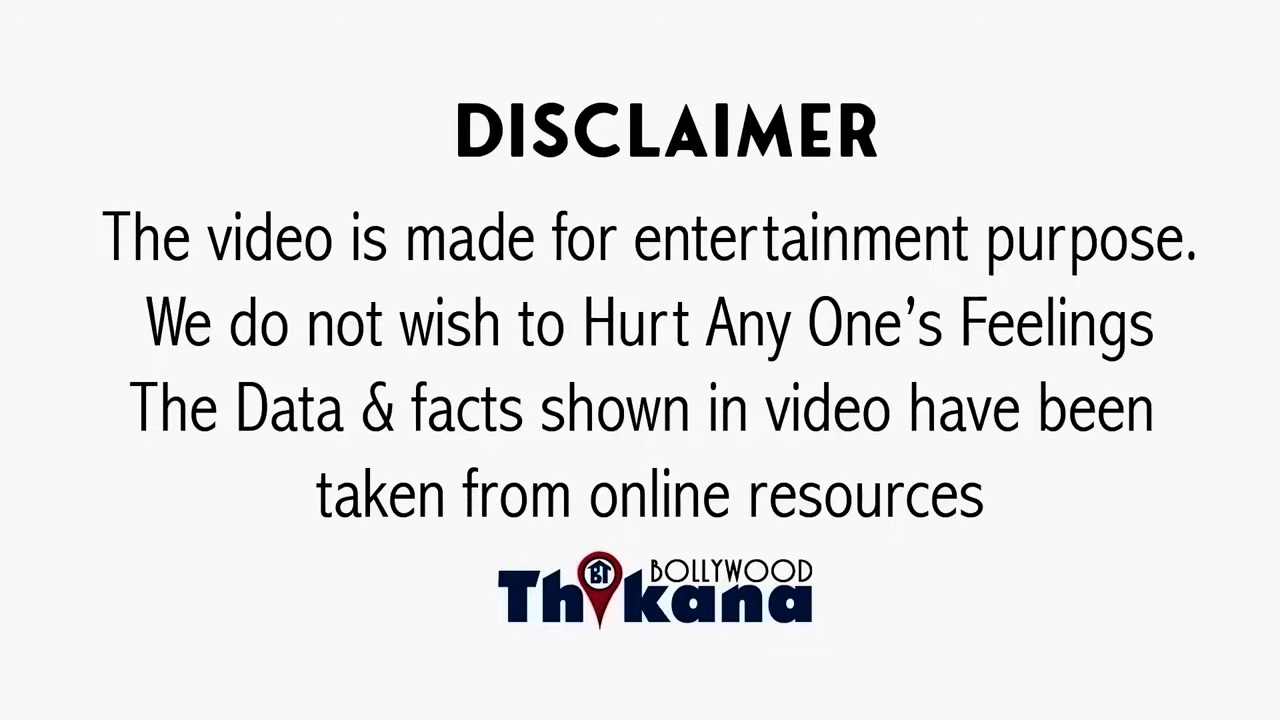 DISCLAIMER
The video is made for entertainment purpose.
We do not wish to Hurt Any One’s Feelings
The Data & facts shown in video have been
taken from online resources
BOLLYWOOD
Thikana
BT